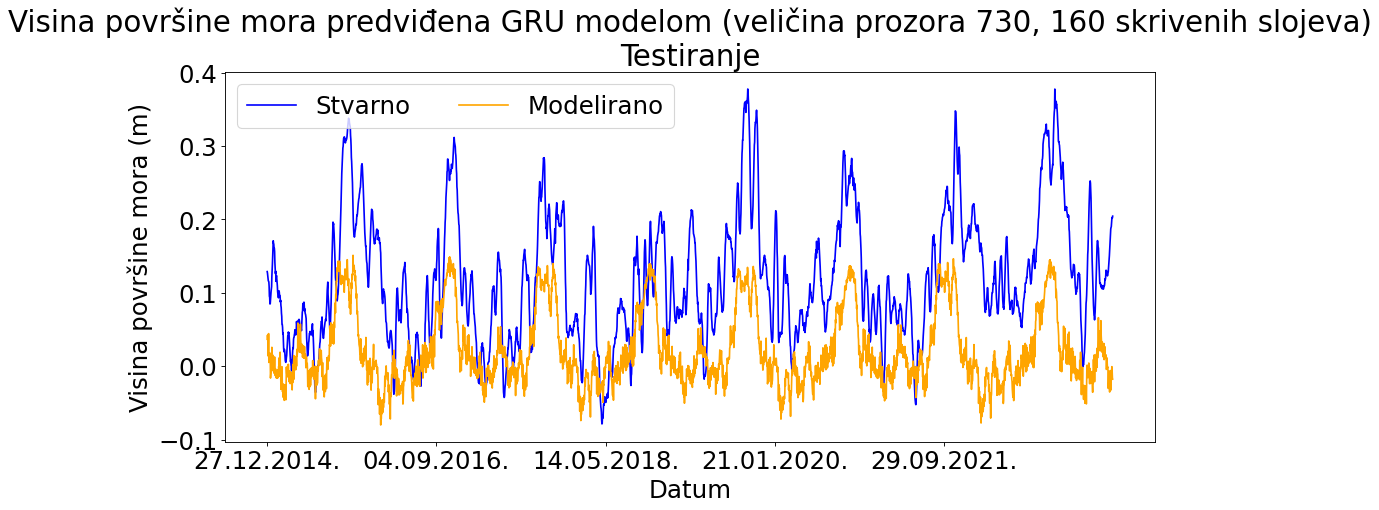 Visina površine mora predviđena GRU modelom (veličina prozora 730, 160 skrivenih slojeva)
Testiranje
Stvarno
Modelirano
Visina površine mora (m)
0.4
0.3
0.2
0.1
0.0
−0.1
27.12.2014.
04.09.2016.
14.05.2018.
21.01.2020.
29.09.2021.
Datum